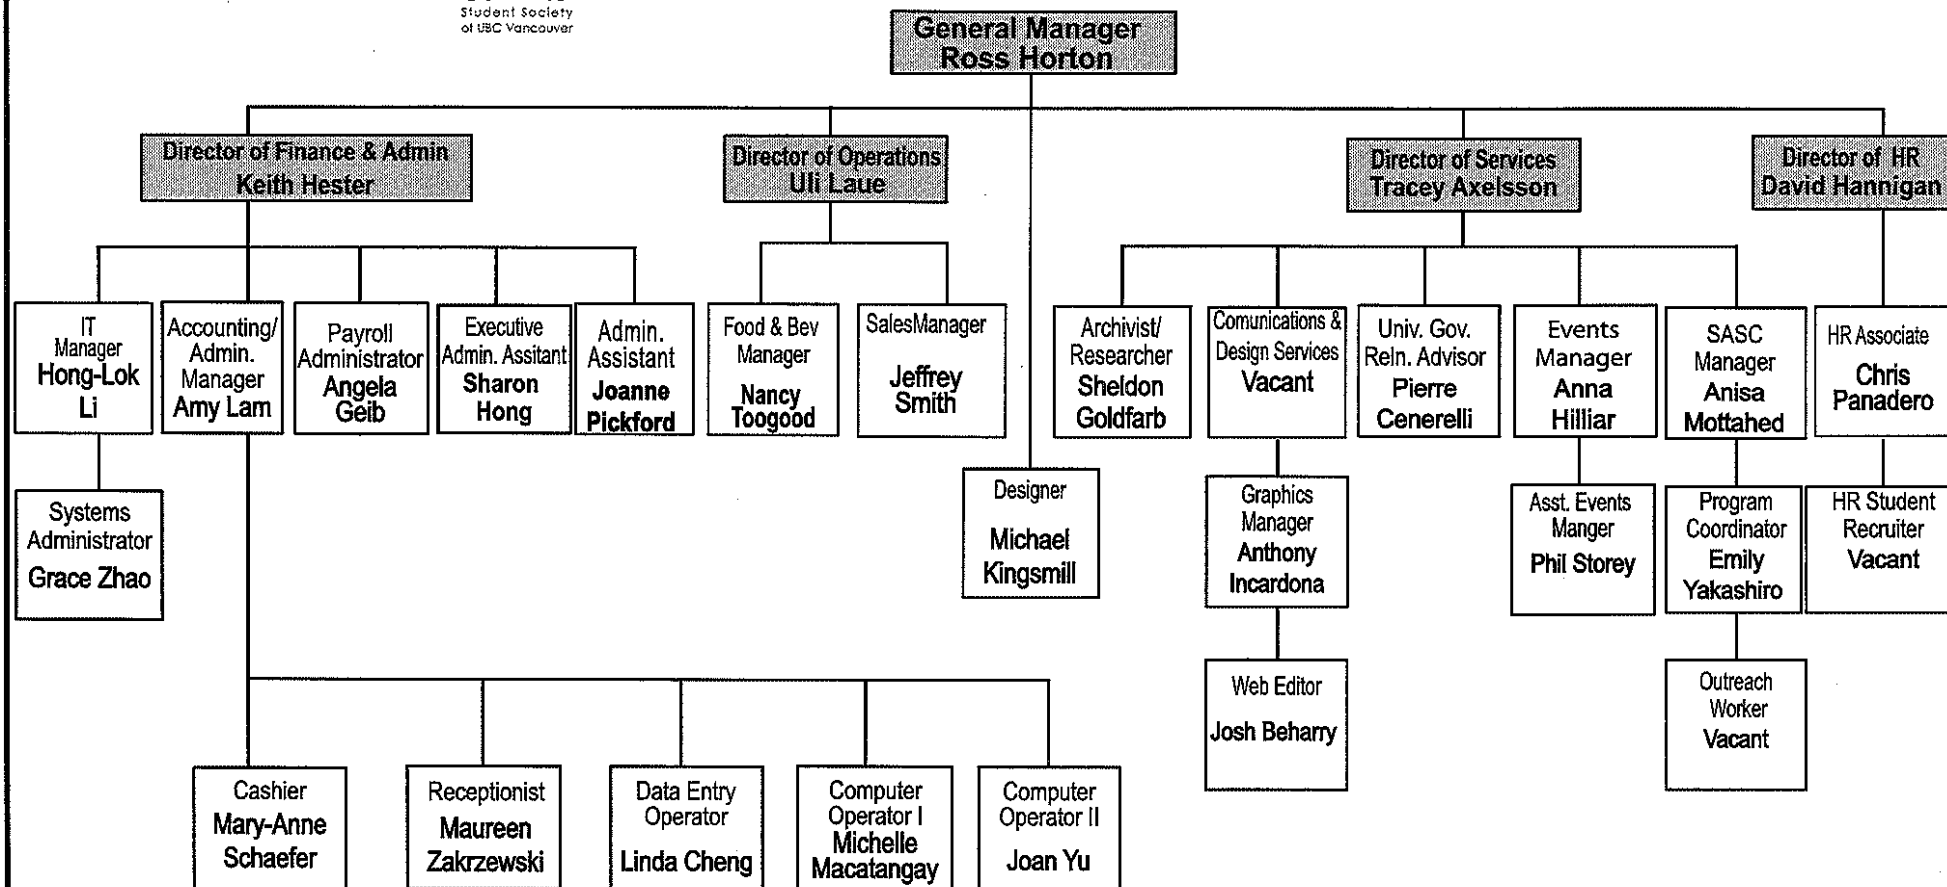 Student Society
of UBC Vancouver
General Manager
Ross Horton
Director of Finance & Admin
Keith Hester
Director of Operations
Uli Laue
Director of Services
Tracey Axelsson
Director of HR
David Hannigan
IT
Manager
Hong-Lok
Li
Accounting/
Admin.
Manager
Amy Lam
Payroll
Administrator
Angela
Geib
Executive
Admin. Assitant
Sharon
Hong
Admin.
Assistant
Joanne
Pickford
Food & Bev
Manager
Nancy
Toogood
SalesManager
Jeffrey
Smith
Archivist/
Researcher
Sheldon
Goldfarb
Comunications &
Design Services
Vacant
Univ. Gov.
Reln. Advisor
Pierre
Cenerelli
Events
Manager
Anna
Hilliar
SASC
Manager
Anisa
Mottahed
HR Associate
Chris
Panadero
Systems
Administrator
Grace Zhao
Designer
Michael
Kingsmill
Graphics
Manager
Anthony
Incardona
Asst. Events
Manger
Phil Storey
Program
Coordinator
Emily
Yakashiro
HR Student
Recruiter
Vacant
Web Editor
Josh Beharry
Outreach
Worker
Vacant
Cashier
Mary-Anne
Schaefer
Receptionist
Maureen
Zakrzewski
Data Entry
Operator
Linda Cheng
Computer
Operator I
Michelle
Macatangay
Computer
Operator II
Joan Yu